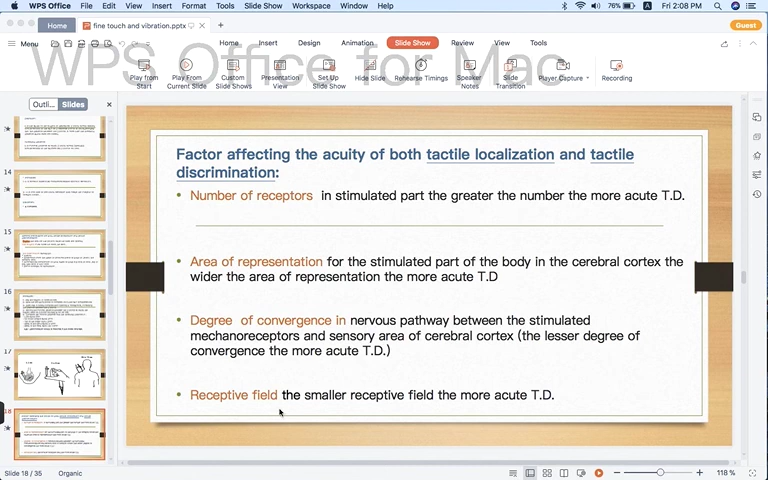 WPS Office File Edit View Insert Format Tools Slide Show Workspace Window Help 76% A Fri 2:08 PM
Home fine touch and vibration.pptx Guest
WPS Office for Mac
Menu Home Insert Design Animation Slide Show Review View Tools
Play from Start Play From Current Slide Custom Slide Shows Presentation View Set Up Slide Show Hide Slide Rehearse Timings Speaker Notes Slide Transition Player Capture Recording
Outli... Slides
14
15
16
17
18
Factor affecting the acuity of both tactile localization and tactile
discrimination:
• Number of receptors in stimulated part the greater the number the more acute T.D.
• Area of representation for the stimulated part of the body in the cerebral cortex the
wider the area of representation the more acute T.D
• Degree of convergence in nervous pathway between the stimulated
mechanoreceptors and sensory area of cerebral cortex (the lesser degree of
convergence the more acute T.D.)
• Receptive field the smaller receptive field the more acute T.D.
Slide 18 / 35 Organic 118 %